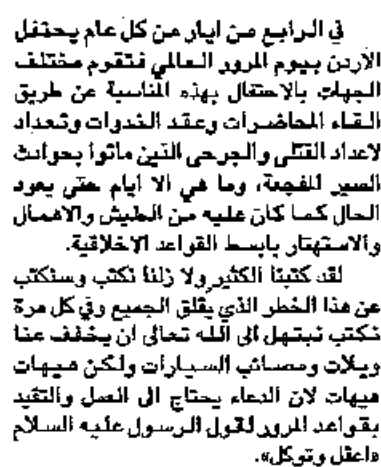 في الرابع من ايار من كل عام يحتفل
الأردن بيوم المرور العالمي فتقوم مختلف
الجهات بالاحتفال بهذه المناسبة عن طريق
القاء المحاضرات وعقد الندوات وتعداد
لاعداد القتلى والجرحى الذين ماتوا بحوادث
السير المفجعة، وما هي الا ايام حتى يعود
الحال كما كان عليه من الطيش والاهمال
والاستهتار بابسط القواعد الاخلاقية.
لقد كتبنا الكثير ولا زلنا نكتب وسنكتب
عن هذا الخطر الذي يقلق الجميع وفي كل مرة
نكتب نبتهل الى الله تعالى ان يخفف عنا
ويلات ومصائب السيارات ولكن هيهات
هيهات لان الدعاء يحتاج الى العمل والتقيد
بقواعد المرور لقول الرسول عليه السلام
«اعقل وتوكل».